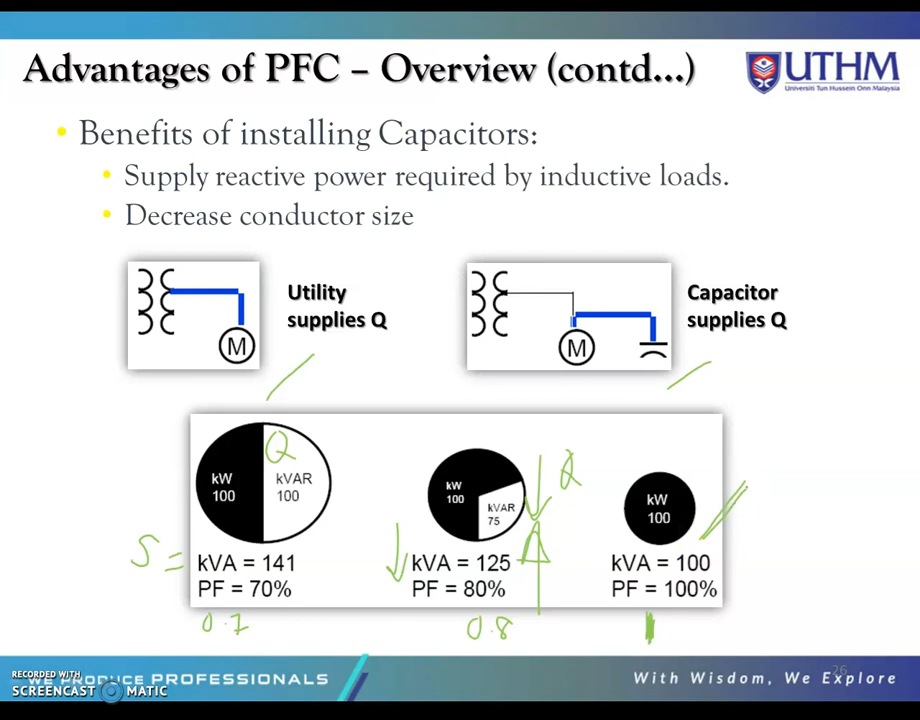 Advantages of PFC – Overview (contd...)
UTHM
Universiti Tun Hussein Onn Malaysia
• Benefits of installing Capacitors:
• Supply reactive power required by inductive loads.
• Decrease conductor size
Utility
supplies Q
M
Capacitor
supplies Q
M
Q
kW
100
kVAR
100
kW
100
kVAR
75
Q
kW
100
S =
kVA = 141
PF = 70%
kVA = 125
PF = 80%
kVA = 100
PF = 100%
0.7
0.8
1
26
RECORDED WITH
SCREENCAST MATIC
WE PRODUCE PROFESSIONALS
With Wisdom, We Explore